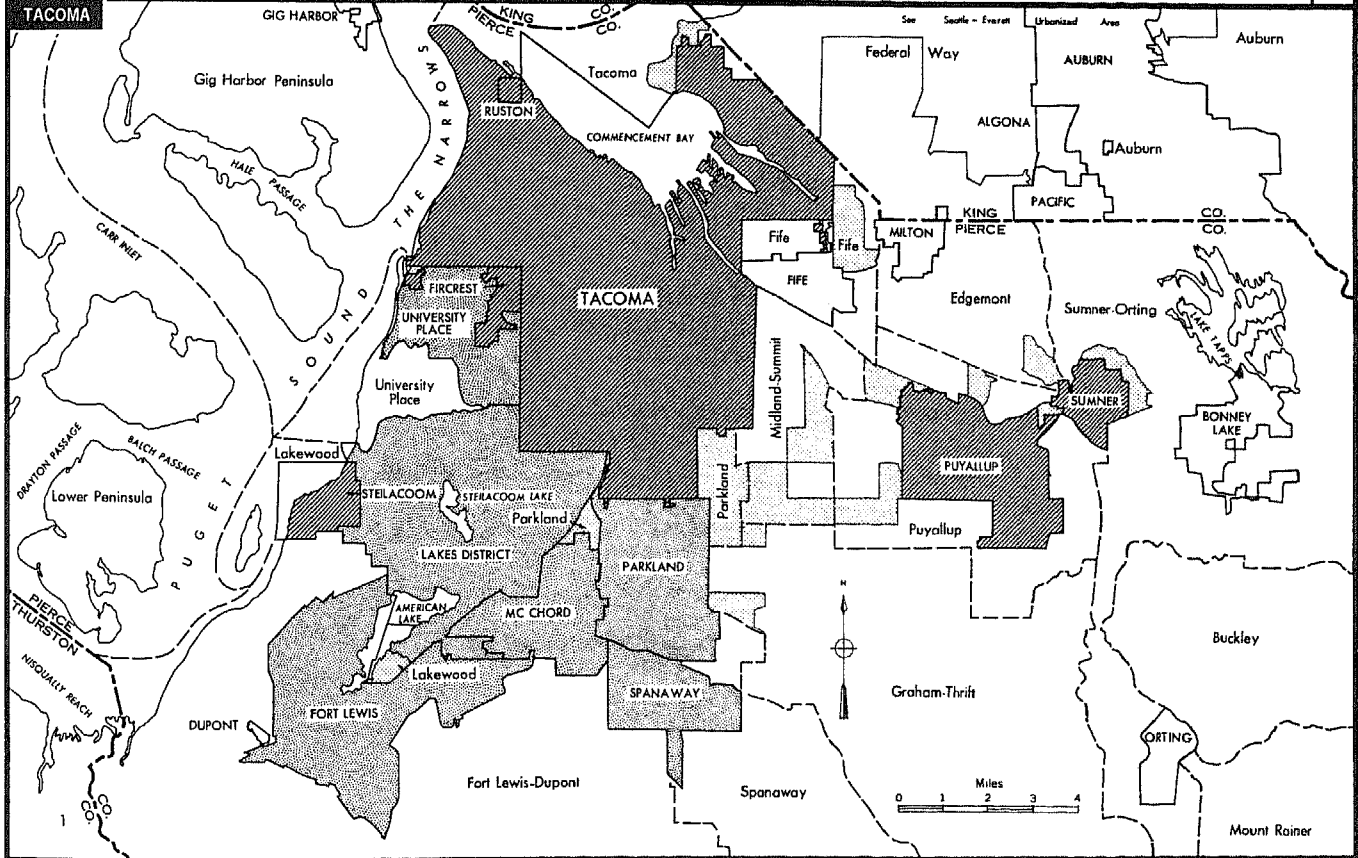 TACOMA
GIG HARBOR
KING CO.
PIERCE CO.
See Seattle - Everett Urbanized Area
Auburn
Federal Way
AUBURN
Gig Harbor Peninsula
THE NARROWS
Tacoma
RUSTON
COMMENCEMENT BAY
ALGONA
Auburn
HALE PASSAGE
PACIFIC
CARR INLET
KING CO.
PIERCE CO.
Fife
Fife
MILTON
FIFE
FIRCREST
TACOMA
UNIVERSITY
PLACE
Edgemont
Sumner-Orting
LAKE TAPPS
PUGET SOUND
University
Place
Midland-Summit
SUMNER
BONNEY
LAKE
DRAYTON PASSAGE
BALCH PASSAGE
Lakewood
PUYALLUP
Lower Peninsula
STEILACOOM
STEILACOOM LAKE
Parkland
Parkland
Puyallup
LAKES DISTRICT
PARKLAND
AMERICAN
LAKE
MC CHORD
N
PIERCE
THURSTON
Buckley
NISQUALLY REACH
Lakewood
SPANAWAY
Graham-Thrift
FORT LEWIS
DUPONT
ORTING
Fort Lewis-Dupont
Spanaway
Miles
0 1 2 3 4
CO.
CO.
1
Mount Rainer